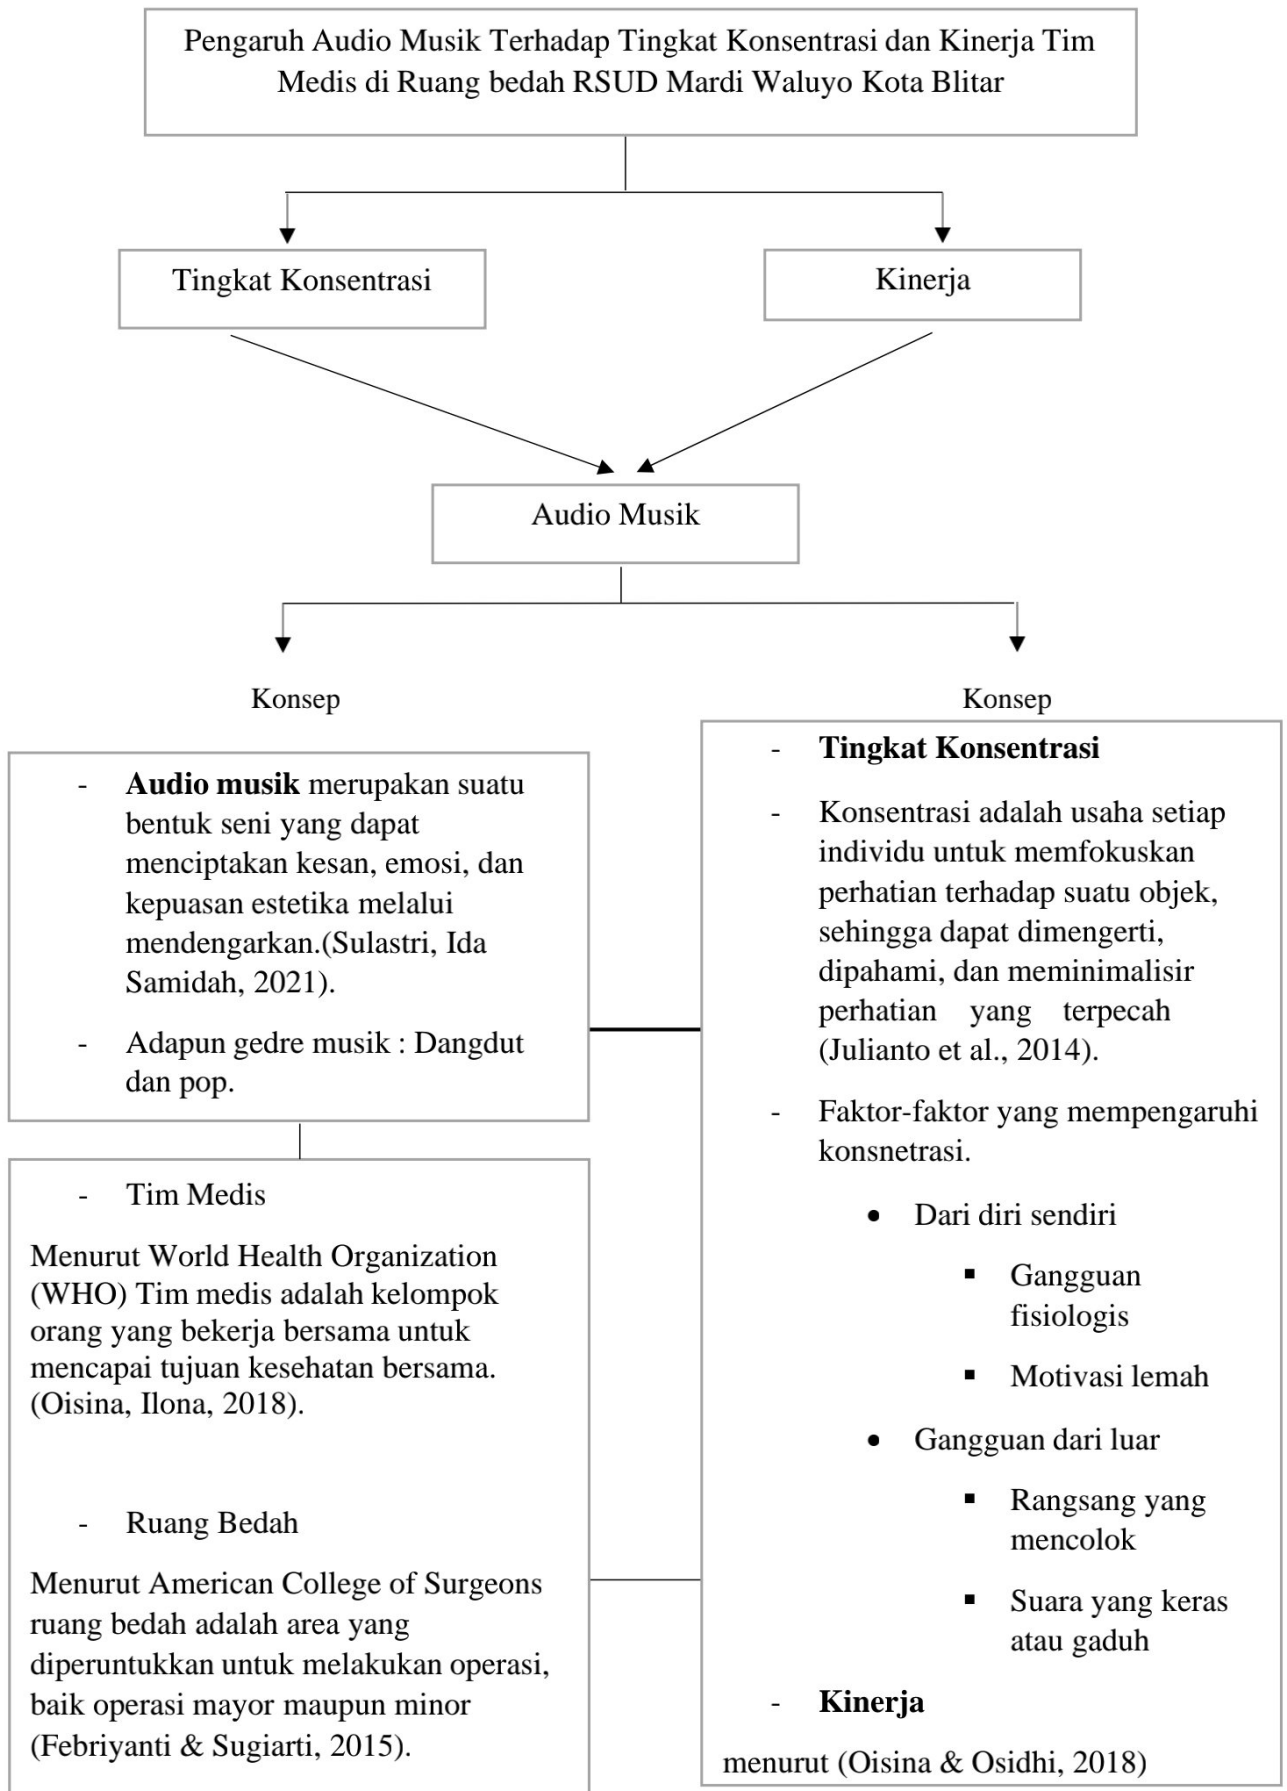 Pengaruh Audio Musik Terhadap Tingkat Konsentrasi dan Kinerja Tim
Medis di Ruang bedah RSUD Mardi Waluyo Kota Blitar
Tingkat Konsentrasi
Kinerja
Audio Musik
Konsep
- Audio musik merupakan suatu
bentuk seni yang dapat
menciptakan kesan, emosi, dan
kepuasan estetika melalui
mendengarkan.(Sulastri, Ida
Samidah, 2021).
- Adapun gedre musik : Dangdut
dan pop.
- Tim Medis
Menurut World Health Organization
(WHO) Tim medis adalah kelompok
orang yang bekerja bersama untuk
mencapai tujuan kesehatan bersama.
(Oisina, Ilona, 2018).
- Ruang Bedah
Menurut American College of Surgeons
ruang bedah adalah area yang
diperuntukkan untuk melakukan operasi,
baik operasi mayor maupun minor
(Febriyanti & Sugiarti, 2015).
Konsep
- Tingkat Konsentrasi
- Konsentrasi adalah usaha setiap
individu untuk memfokuskan
perhatian terhadap suatu objek,
sehingga dapat dimengerti,
dipahami, dan meminimalisir
perhatian yang terpecah
(Julianto et al., 2014).
- Faktor-faktor yang mempengaruhi
konsnetrasi.
• Dari diri sendiri
▪ Gangguan
fisiologis
▪ Motivasi lemah
• Gangguan dari luar
▪ Rangsang yang
mencolok
▪ Suara yang keras
atau gaduh
- Kinerja
menurut (Oisina & Osidhi, 2018)